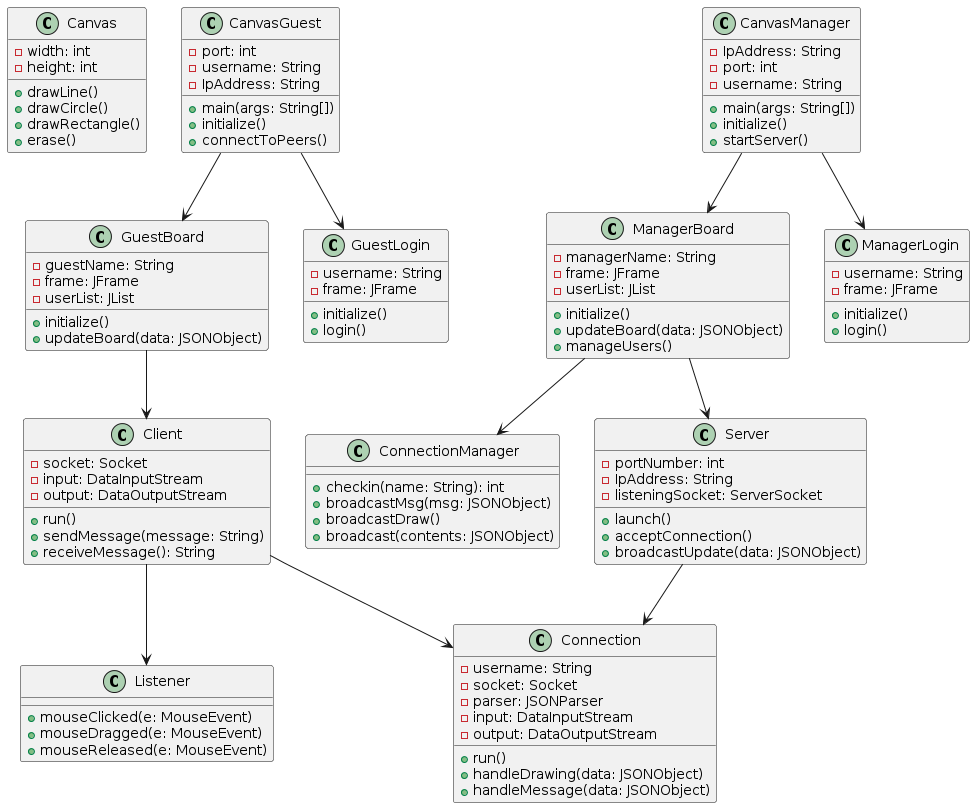 C Canvas
width: int
height: int
drawLine()
drawCircle()
drawRectangle()
erase()
C CanvasGuest
port: int
username: String
IpAddress: String
main(args: String[])
initialize()
connectToPeers()
C CanvasManager
IpAddress: String
port: int
username: String
main(args: String[])
initialize()
startServer()
C GuestBoard
guestName: String
frame: JFrame
userList: JList
initialize()
updateBoard(data: JSONObject)
C GuestLogin
username: String
frame: JFrame
initialize()
login()
C ManagerBoard
managerName: String
frame: JFrame
userList: JList
initialize()
updateBoard(data: JSONObject)
manageUsers()
C ManagerLogin
username: String
frame: JFrame
initialize()
login()
C Client
socket: Socket
input: DataInputStream
output: DataOutputStream
run()
sendMessage(message: String)
receiveMessage(): String
C ConnectionManager
checkin(name: String): int
broadcastMsg(msg: JSONObject)
broadcastDraw()
broadcast(contents: JSONObject)
C Server
portNumber: int
IpAddress: String
listeningSocket: ServerSocket
launch()
acceptConnection()
broadcastUpdate(data: JSONObject)
C Listener
mouseClicked(e: MouseEvent)
mouseDragged(e: MouseEvent)
mouseReleased(e: MouseEvent)
C Connection
username: String
socket: Socket
parser: JSONParser
input: DataInputStream
output: DataOutputStream
run()
handleDrawing(data: JSONObject)
handleMessage(data: JSONObject)